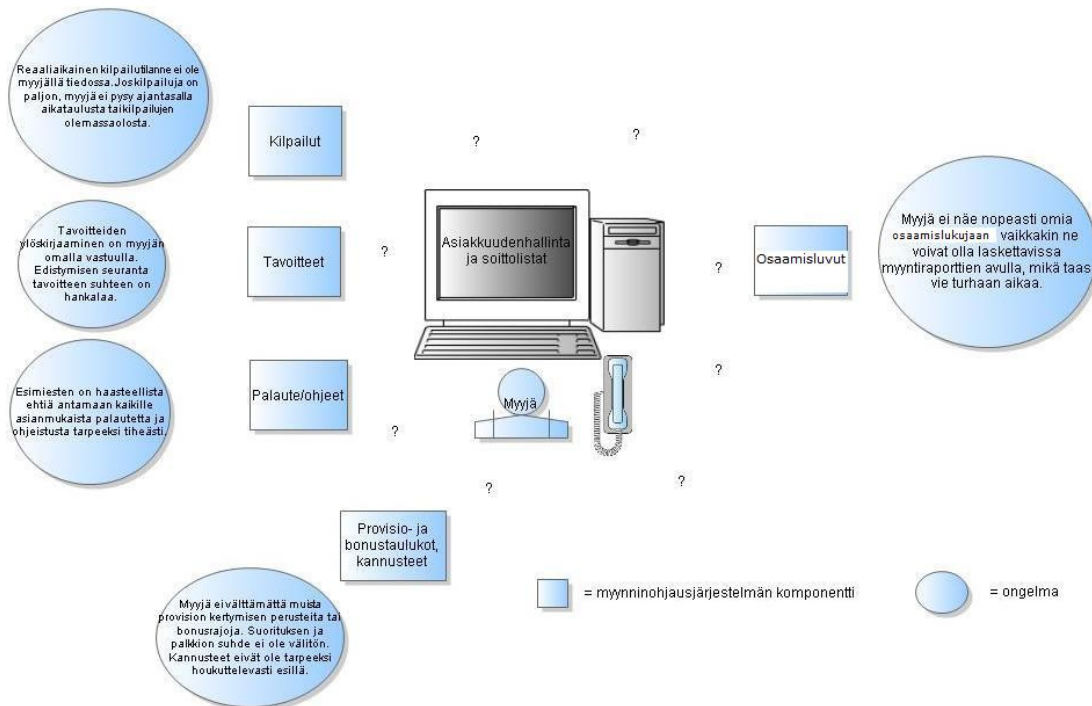 Reaaliaikainen kilpailutilanne ei ole
myyjällä tiedossa. Jos kilpailuja on
paljon, myyjä ei pysy ajantasalla
aikataulusta tai kilpailujen
olemassaolosta.
Kilpailut
?
?
Tavoitteiden
ylöskirjaaminen on myyjän
omalla vastuulla.
Edistymisen seuranta
tavoitteen suhteen on
hankalaa.
Tavoitteet
?
Asiakkuudenhallinta
ja soittolistat
?
Osaamisluvut
Myyjä ei näe nopeasti omia
osaamislukujaan vaikkakin ne
voivat olla laskettavissa
myyntiraporttien avulla, mikä taas
vie turhaan aikaa.
Esimiesten on haasteellista
ehtiä antamaan kaikille
asianmukaista palautetta ja
ohjeistusta tarpeeksi tiheästi.
Palaute/ohjeet
?
Myyjä
?
?
?
Provisio- ja
bonustaulukot,
kannusteet
Myyjä ei välttämättä muista
provision kertymisen perusteita tai
bonusrajoja. Suorituksen ja
palkkion suhde ei ole välitön.
Kannusteet eivät ole tarpeeksi
houkuttelevasti esillä.
= myynninohjausjärjestelmän komponentti
= ongelma